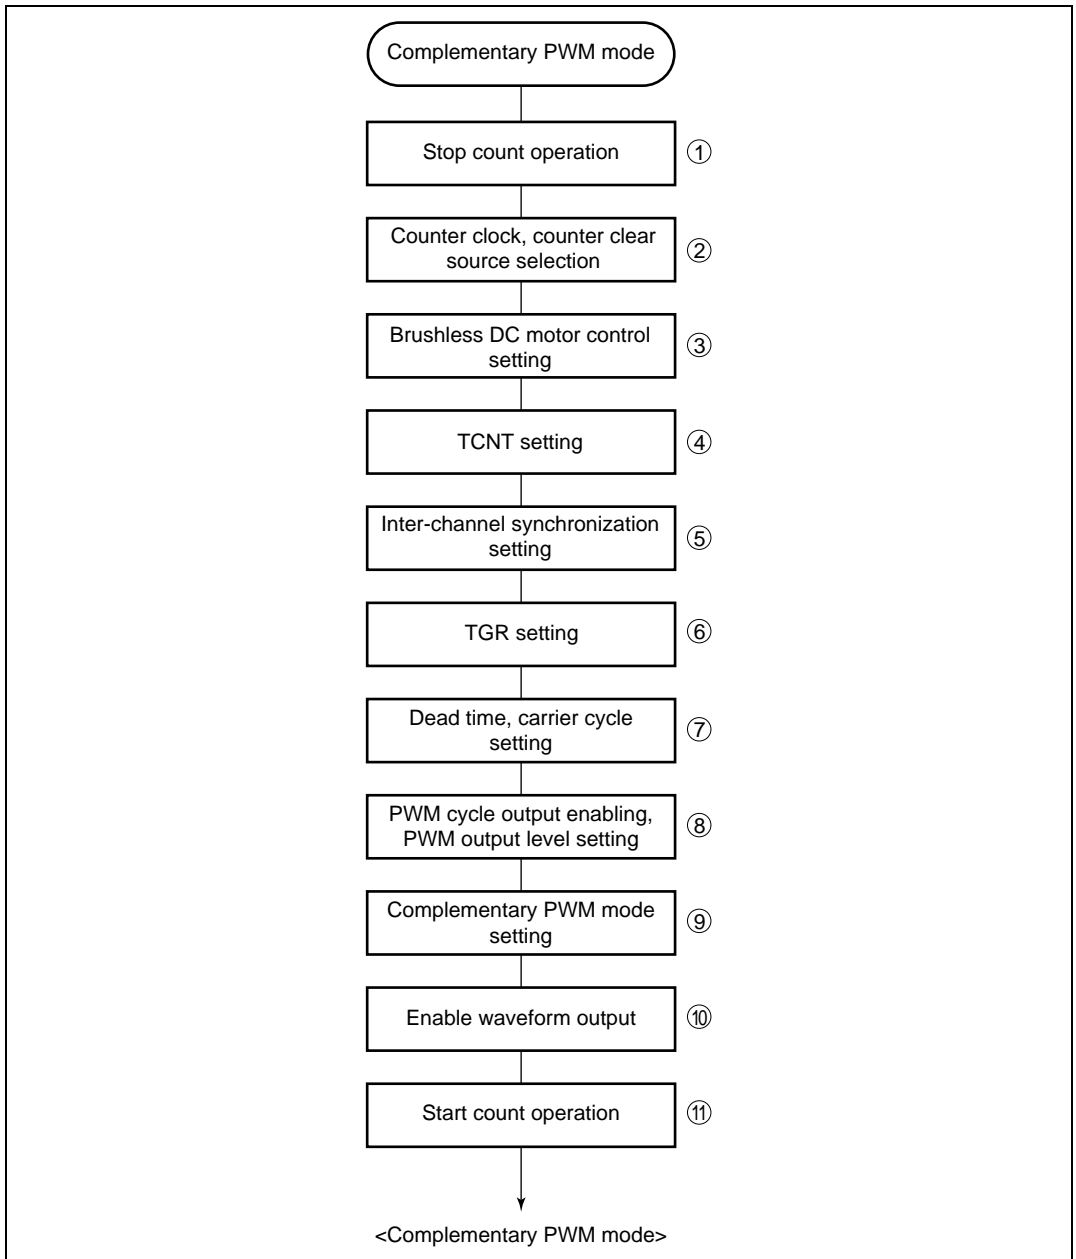 Complementary PWM mode
Stop count operation ①
Counter clock, counter clear
source selection ②
Brushless DC motor control
setting ③
TCNT setting ④
Inter-channel synchronization
setting ⑤
TGR setting ⑥
Dead time, carrier cycle
setting ⑦
PWM cycle output enabling,
PWM output level setting ⑧
Complementary PWM mode
setting ⑨
Enable waveform output ⑩
Start count operation ⑪
<Complementary PWM mode>